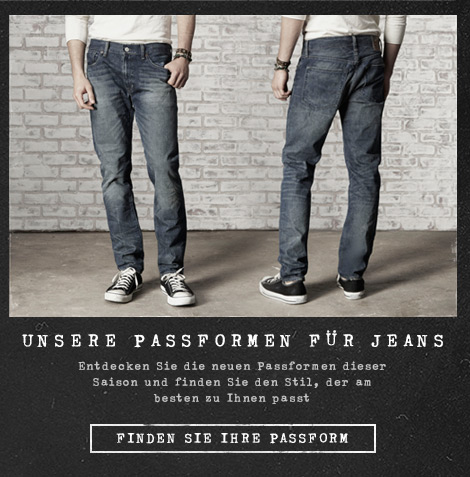 UNSERE PASSFORMEN FÜR JEANS
Entdecken Sie die neuen Passformen dieser
Saison und finden Sie den Stil, der am
besten zu Ihnen passt
FINDEN SIE IHRE PASSFORM